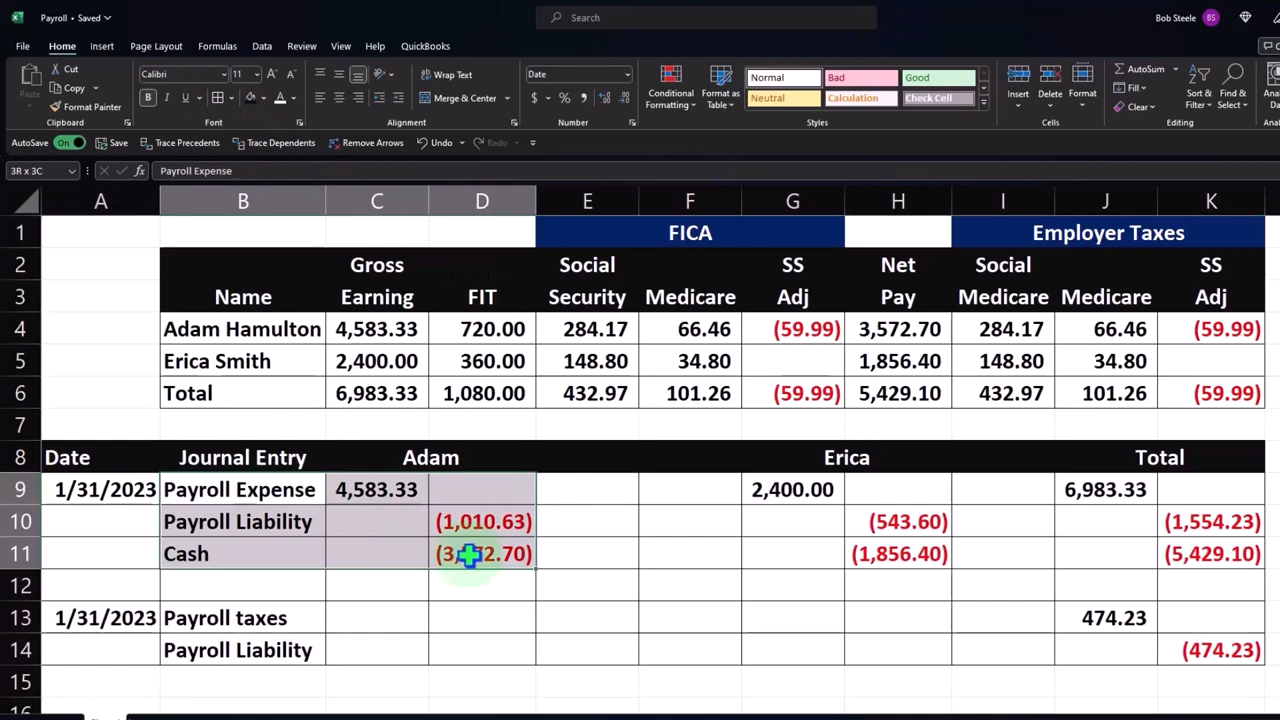 Payroll • Saved
Search
Bob Steele BS
File Home Insert Page Layout Formulas Data Review View Help QuickBooks
Paste Cut Copy Format Painter
Calibri 11
Wrap Text
Merge & Center
Date
Conditional Formatting
Format as Table
Normal Bad Good
Neutral Calculation Check Cell
Insert Delete Format
AutoSum
Fill
Clear
Sort & Filter
Find & Select
Clipboard Font Alignment Number Styles Cells Editing
AutoSave On Save Trace Precedents Trace Dependents Remove Arrows Undo Redo
3R x 3C fx Payroll Expense
A B C D E F G H I J K
1 FICA Employer Taxes
2 Gross Social SS Net Social SS
3 Name Earning FIT Security Medicare Adj Pay Medicare Medicare Adj
4 Adam Hamulton 4,583.33 720.00 284.17 66.46 (59.99) 3,572.70 284.17 66.46 (59.99)
5 Erica Smith 2,400.00 360.00 148.80 34.80 1,856.40 148.80 34.80
6 Total 6,983.33 1,080.00 432.97 101.26 (59.99) 5,429.10 432.97 101.26 (59.99)
7
8 Date Journal Entry Adam Erica Total
9 1/31/2023 Payroll Expense 4,583.33 2,400.00 6,983.33
10 Payroll Liability (1,010.63) (543.60) (1,554.23)
11 Cash (1,856.40) (5,429.10)
12
13 1/31/2023 Payroll taxes 474.23
14 Payroll Liability (474.23)
15